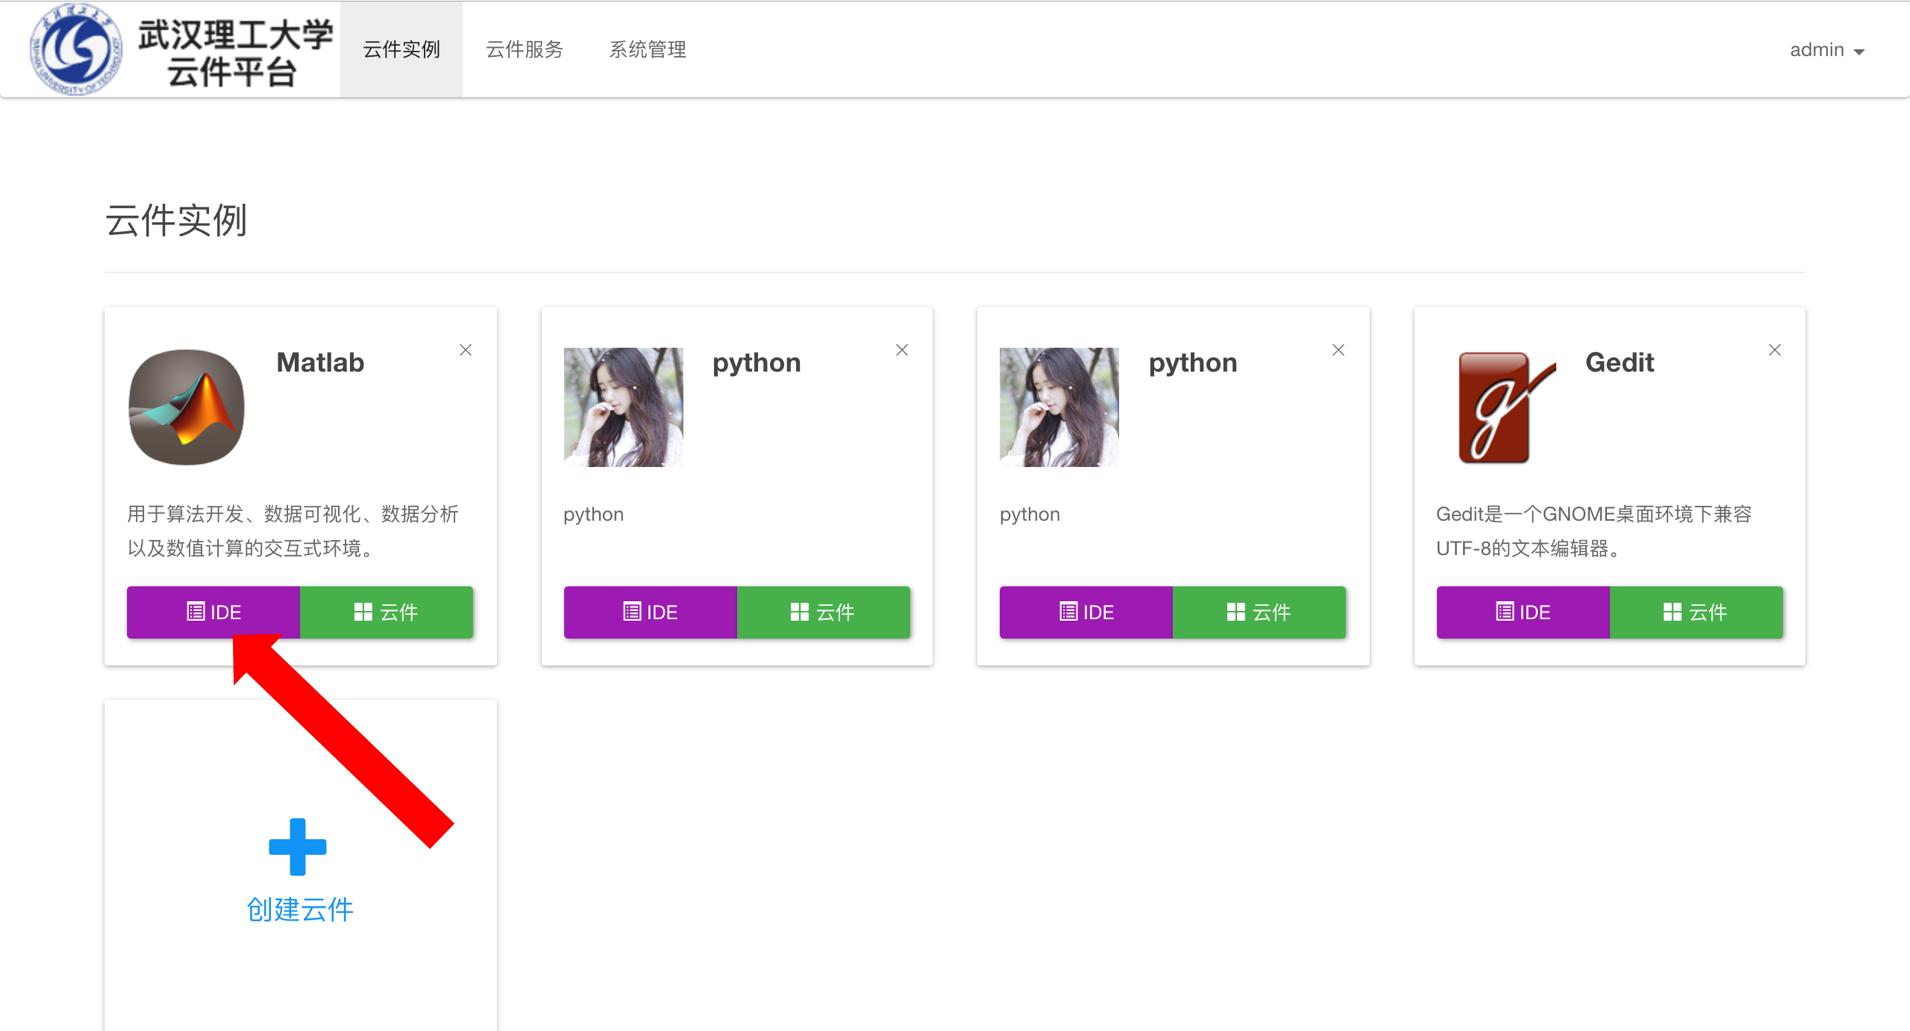 武汉理工大学
云件平台
云件实例
云件服务
系统管理
admin
云件实例
Matlab
用于算法开发、数据可视化、数据分析
以及数值计算的交互式环境。
IDE
云件
python
python
IDE
云件
python
python
IDE
云件
Gedit
Gedit是一个GNOME桌面环境下兼容
UTF-8的文本编辑器。
IDE
云件
创建云件